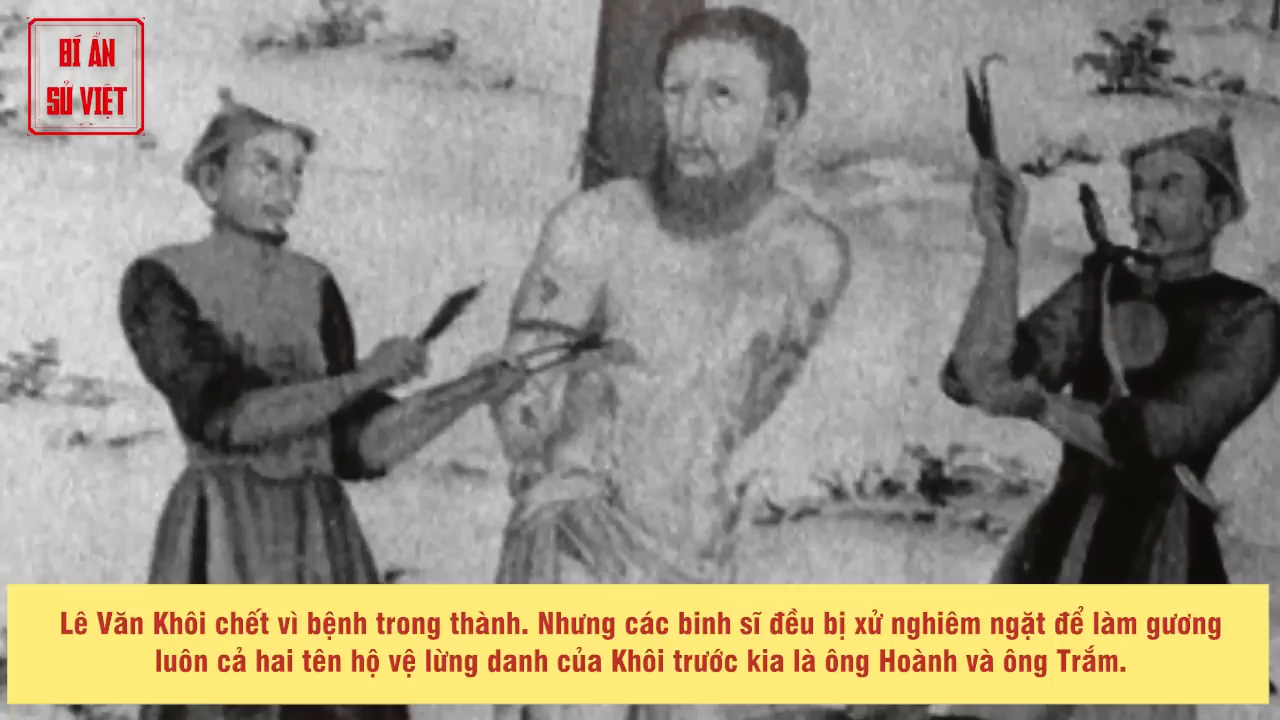 BÍ ẨN
SỬ VIỆT
Lê Văn Khôi chết vì bệnh trong thành. Nhưng các binh sĩ đều bị xử nghiêm ngặt để làm gương
luôn cả hai tên hộ vệ lừng danh của Khôi trước kia là ông Hoành và ông Trắm.